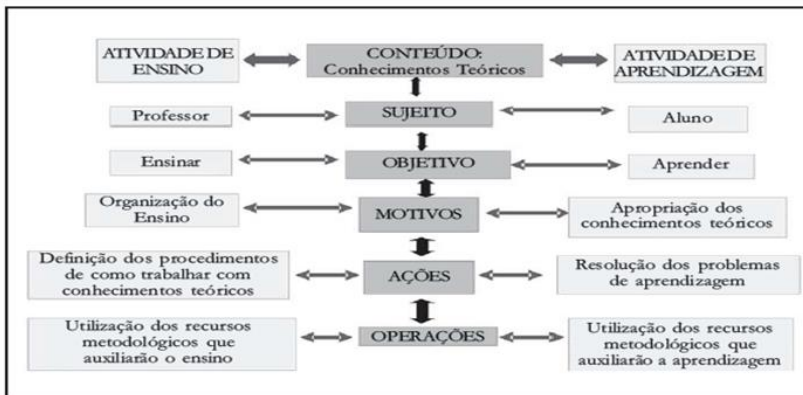 ATIVIDADE DE
ENSINO
CONTEÚDO:
Conhecimentos Teóricos
ATIVIDADE DE
APRENDIZAGEM
Professor
SUJEITO
Aluno
Ensinar
OBJETIVO
Aprender
Organização do
Ensino
MOTIVOS
Apropriação dos
conhecimentos teóricos
Definição dos procedimentos
de como trabalhar com
conhecimentos teóricos
AÇÕES
Resolução dos problemas
de aprendizagem
Utilização dos recursos
metodológicos que
auxiliarão o ensino
OPERAÇÕES
Utilização dos recursos
metodológicos que
auxiliarão a aprendizagem